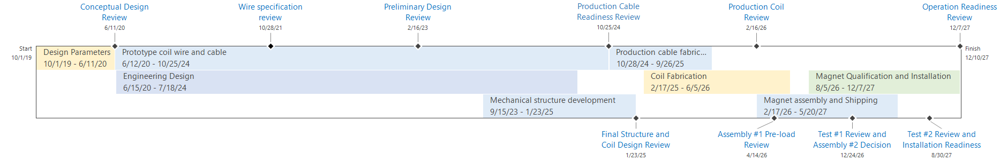 Conceptual Design
Review
6/11/20
Wire specification
review
10/28/21
Preliminary Design
Review
2/16/23
Production Cable
Readiness Review
10/25/24
Production Coil
Review
2/16/26
Operation Readiness
Review
12/7/27
Start
10/1/19
Design Parameters
10/1/19 - 6/11/20
Prototype coil wire and cable
6/12/20 - 10/25/24
Production cable fabric...
10/28/24 - 9/26/25
Finish
12/10/27
Engineering Design
6/15/20 - 7/18/24
Coil Fabrication
2/17/25 - 6/5/26
Magnet Qualification and Installation
8/5/26 - 12/7/27
Mechanical structure development
9/15/23 - 1/23/25
Magnet assembly and Shipping
2/17/26 - 5/20/27
Final Structure and
Coil Design Review
1/23/25
Assembly #1 Pre-load
Review
4/14/26
Test #1 Review and
Assembly #2 Decision
12/24/26
Test #2 Review and
Installation Readiness
8/30/27